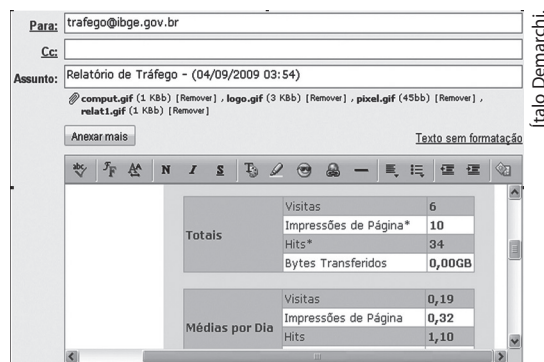 Para: trafego@ibge.gov.br
Cc:
Assunto: Relatório de Tráfego - (04/09/2009 03:54)
comput.gif (1 KBb) [Remover] , logo.gif (3 KBb) [Remover] , pixel.gif (45bb) [Remover] ,
relat1.gif (1 KBb) [Remover]
Anexar mais
Texto sem formatação
abc F F A A N I S T
Totais
Visitas 6
Impressões de Página* 10
Hits* 34
Bytes Transferidos 0,00GB
Médias por Dia
Visitas 0,19
Impressões de Página 0,32
Hits 1,10
Ítalo Demarchi.